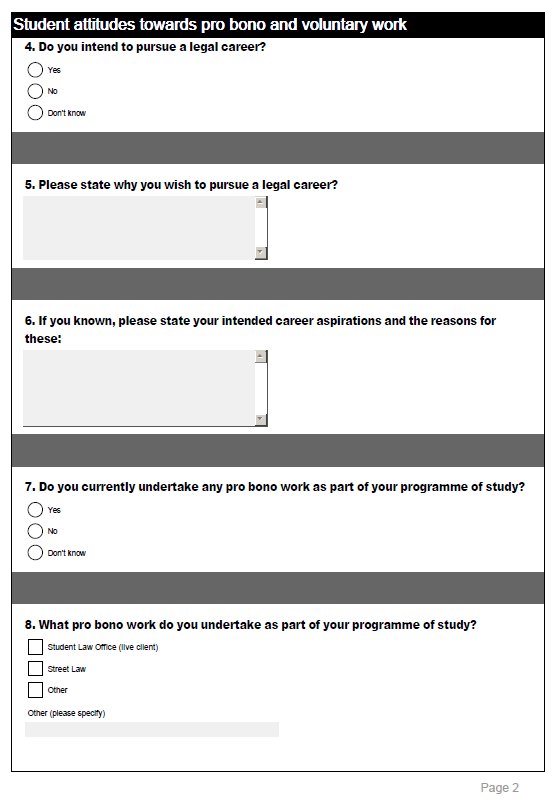 Student attitudes towards pro bono and voluntary work
4. Do you intend to pursue a legal career?
Yes
No
Don't know
5. Please state why you wish to pursue a legal career?
6. If you known, please state your intended career aspirations and the reasons for
these:
7. Do you currently undertake any pro bono work as part of your programme of study?
Yes
No
Don't know
8. What pro bono work do you undertake as part of your programme of study?
Student Law Office (live client)
Street Law
Other
Other (please specify)
Page 2